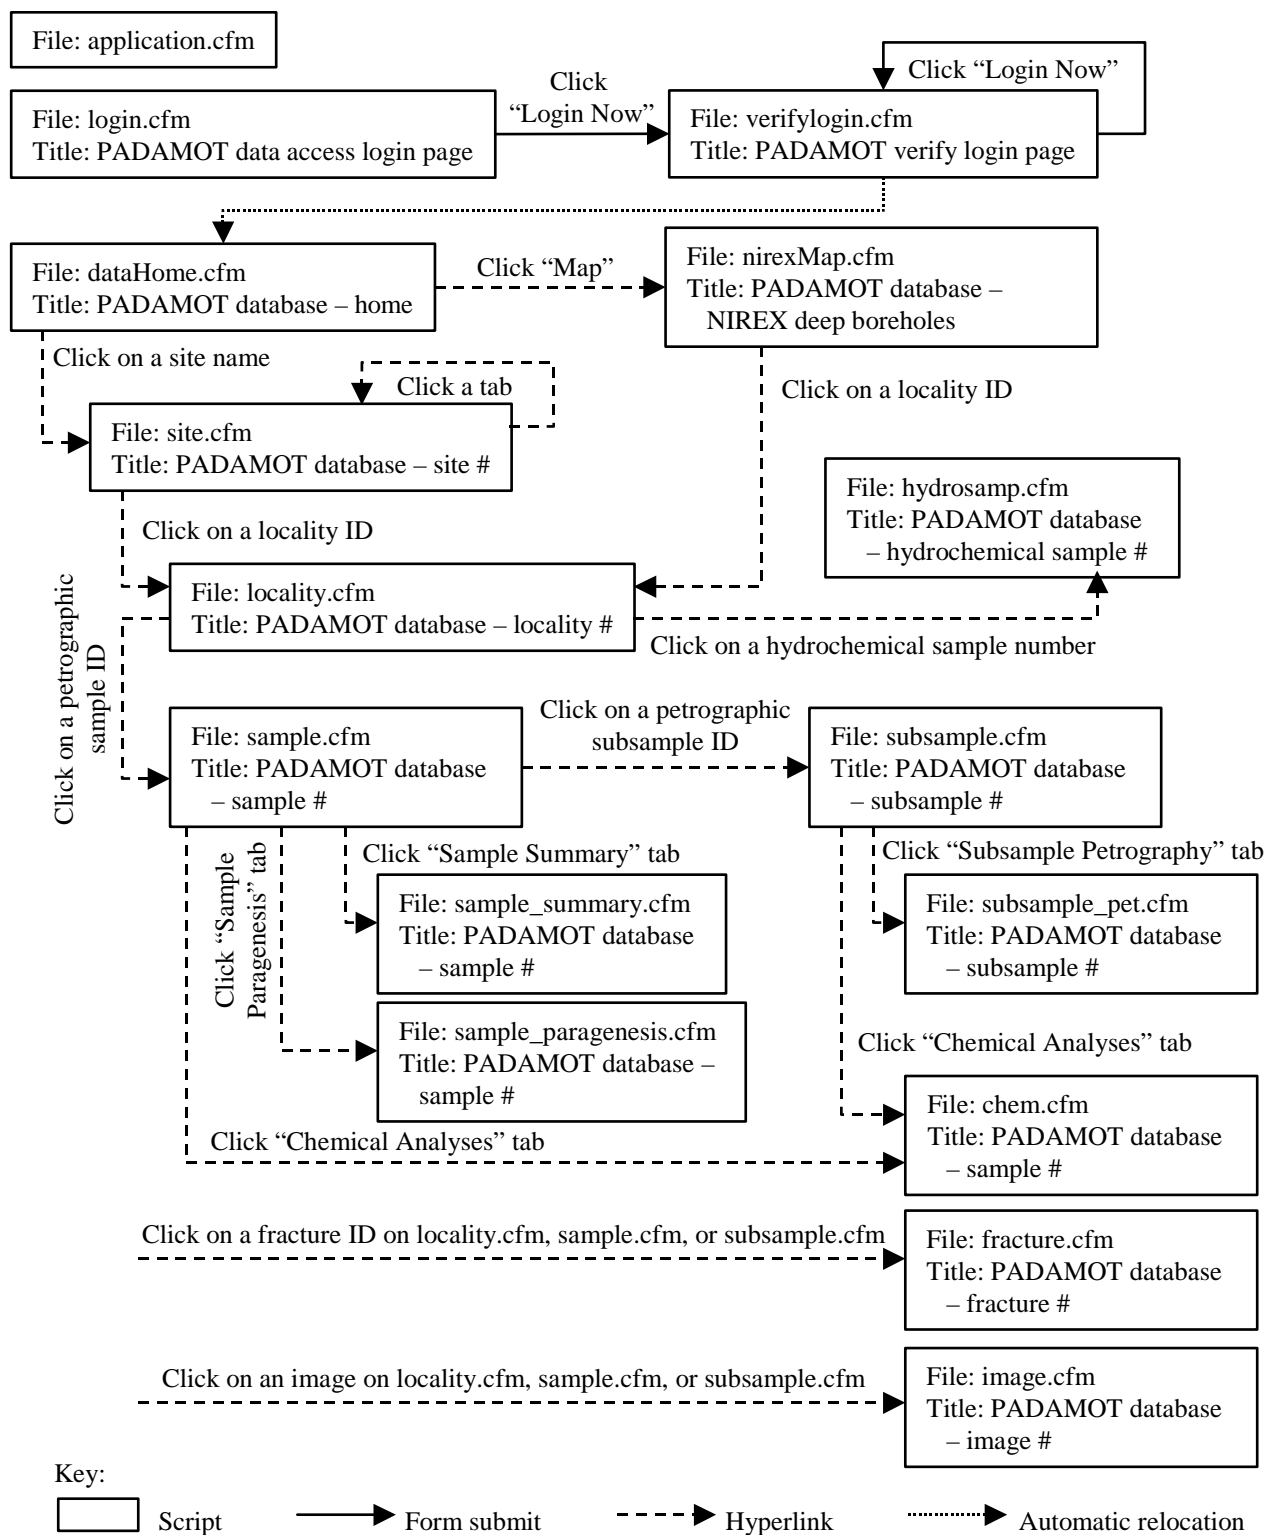 File: application.cfm
Click “Login Now”
Click
“Login Now”
File: login.cfm
Title: PADAMOT data access login page
File: verifylogin.cfm
Title: PADAMOT verify login page
File: dataHome.cfm
Title: PADAMOT database – home
Click “Map”
File: nirexMap.cfm
Title: PADAMOT database –
NIREX deep boreholes
Click on a site name
Click a tab
Click on a locality ID
File: site.cfm
Title: PADAMOT database – site #
File: hydrosamp.cfm
Title: PADAMOT database
– hydrochemical sample #
Click on a locality ID
File: locality.cfm
Title: PADAMOT database – locality #
Click on a hydrochemical sample number
Click on a petrographic
sample ID
File: sample.cfm
Title: PADAMOT database
– sample #
Click on a petrographic
subsample ID
File: subsample.cfm
Title: PADAMOT database
– subsample #
Click “Sample Summary” tab
Click “Subsample Petrography” tab
Click “Sample
Paragenesis” tab
File: sample_summary.cfm
Title: PADAMOT database
– sample #
File: subsample_pet.cfm
Title: PADAMOT database
– subsample #
File: sample_paragenesis.cfm
Title: PADAMOT database –
sample #
Click “Chemical Analyses” tab
Click “Chemical Analyses” tab
File: chem.cfm
Title: PADAMOT database
– sample #
Click on a fracture ID on locality.cfm, sample.cfm, or subsample.cfm
File: fracture.cfm
Title: PADAMOT database
– fracture #
Click on an image on locality.cfm, sample.cfm, or subsample.cfm
File: image.cfm
Title: PADAMOT database
– image #
Key:
Script
Form submit
Hyperlink
Automatic relocation